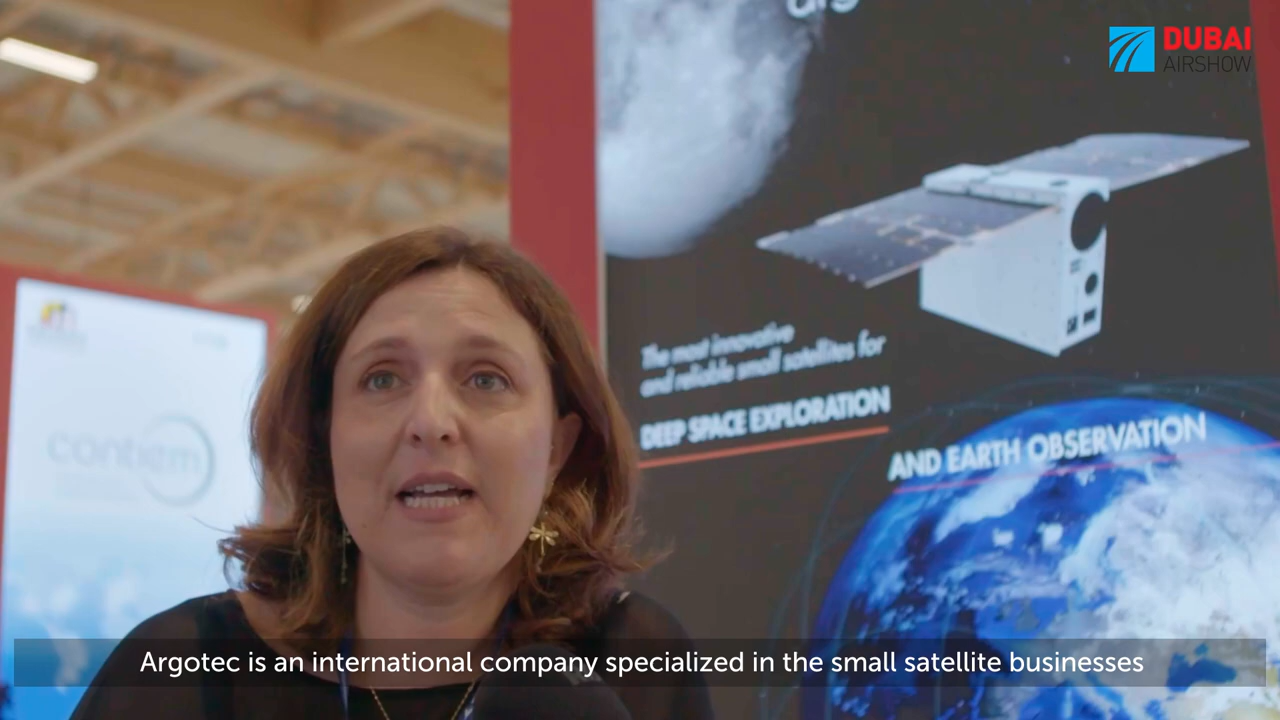 DUBAI
AIRSHOW
The most innovative
and reliable small satellites for
DEEP SPACE EXPLORATION
AND EARTH OBSERVATION
contiem
Argotec is an international company specialized in the small satellite businesses